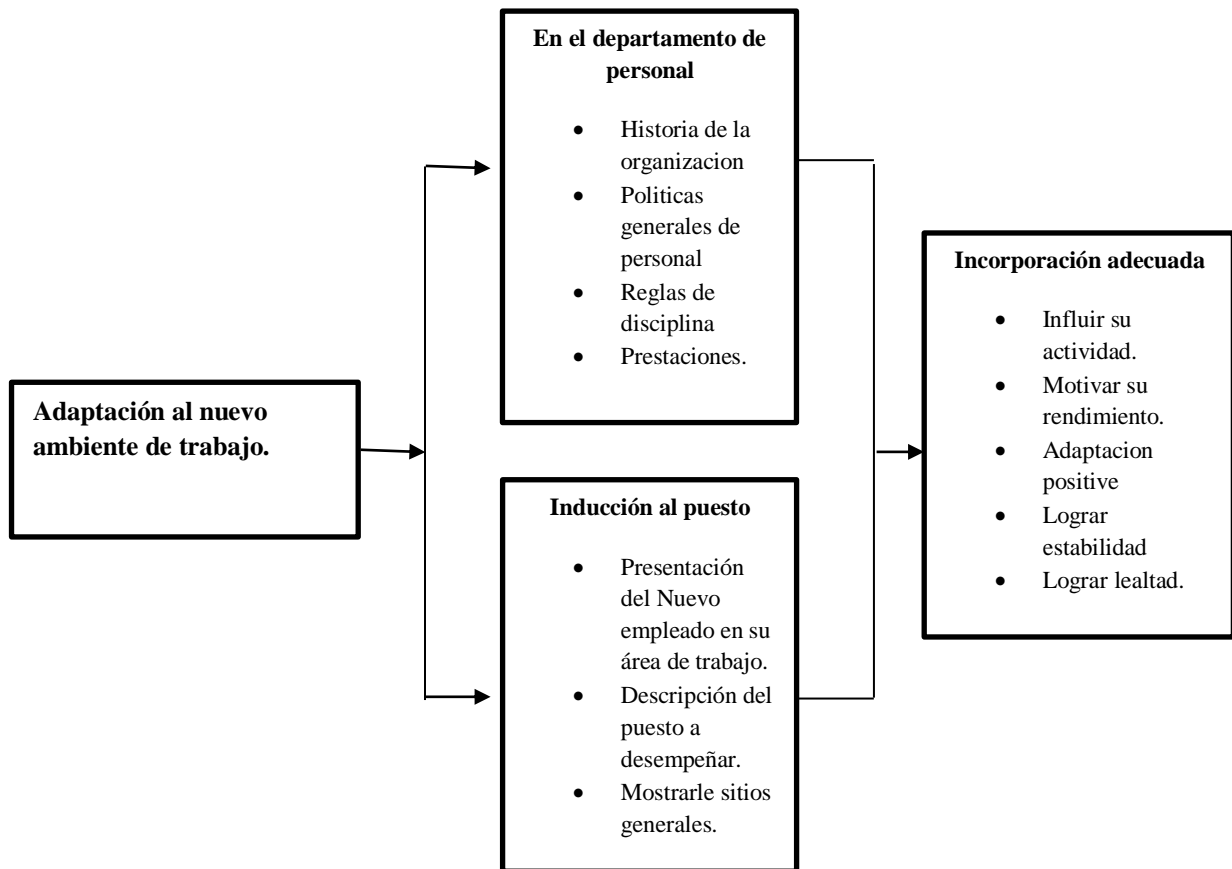 Adaptación al nuevo
ambiente de trabajo.
En el departamento de
personal
• Historia de la
organizacion
• Politicas
generales de
personal
• Reglas de
disciplina
• Prestaciones.
Inducción al puesto
• Presentación
del Nuevo
empleado en su
área de trabajo.
• Descripción del
puesto a
desempeñar.
• Mostrarle sitios
generales.
Incorporación adecuada
• Influir su
actividad.
• Motivar su
rendimiento.
• Adaptacion
positive
• Lograr
estabilidad
• Lograr lealtad.